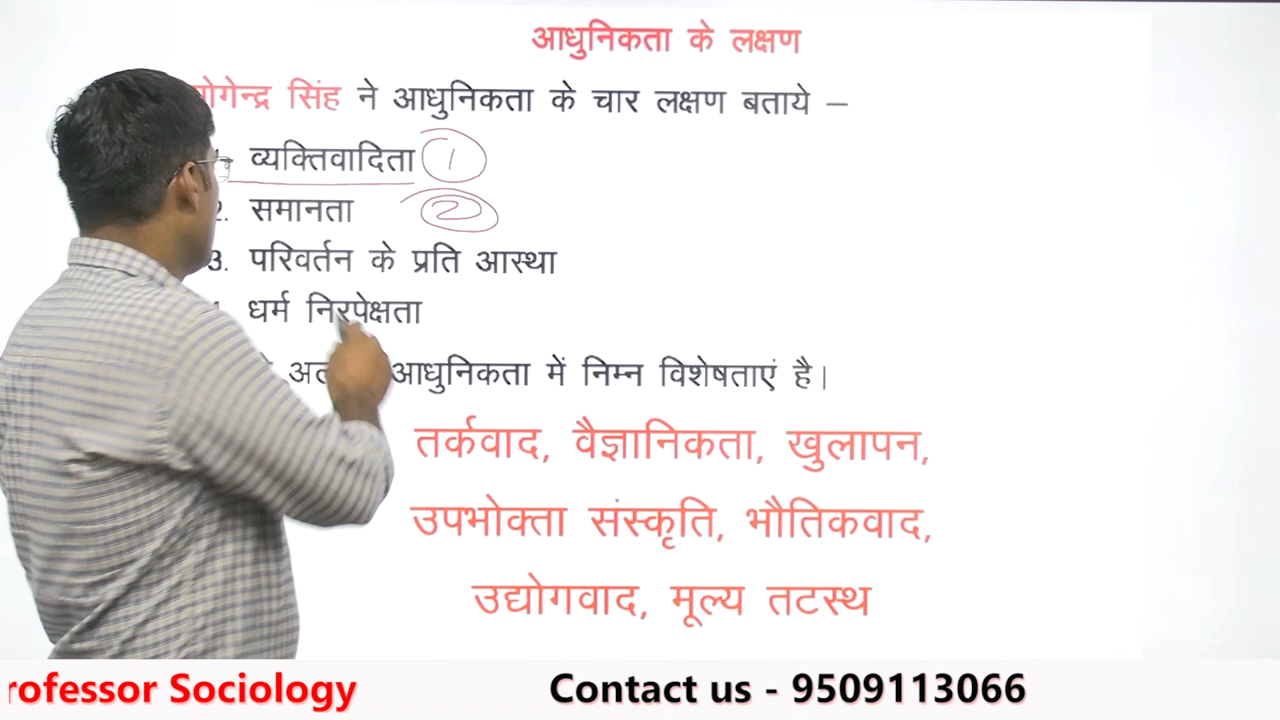 आधुनिकता के लक्षण
योगेन्द्र सिंह ने आधुनिकता के चार लक्षण बताये –
व्यक्तिवादिता 1
2. समानता 2
3. परिवर्तन के प्रति आस्था
धर्म निरपेक्षता
आधुनिकता में निम्न विशेषताएं है।
तर्कवाद, वैज्ञानिकता, खुलापन,
उपभोक्ता संस्कृति, भौतिकवाद,
उद्योगवाद, मूल्य तटस्थ
rofessor Sociology
Contact us - 9509113066